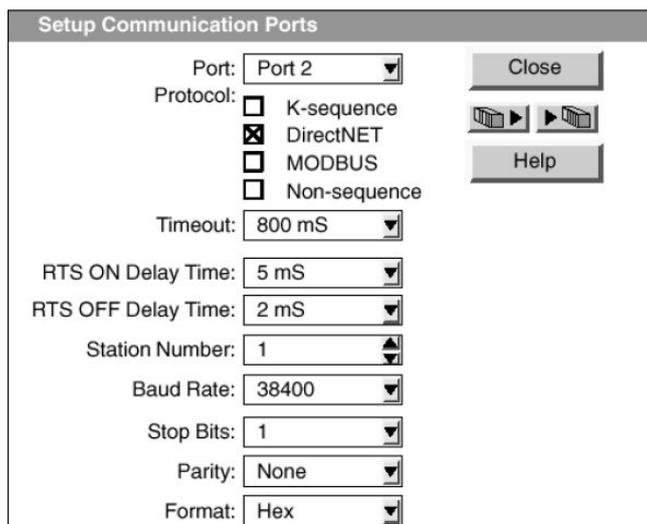 Setup Communication Ports
Port: Port 2 Close
Protocol: K-sequence
DirectNET
MODBUS Help
Non-sequence
Timeout: 800 mS
RTS ON Delay Time: 5 mS
RTS OFF Delay Time: 2 mS
Station Number: 1
Baud Rate: 38400
Stop Bits: 1
Parity: None
Format: Hex